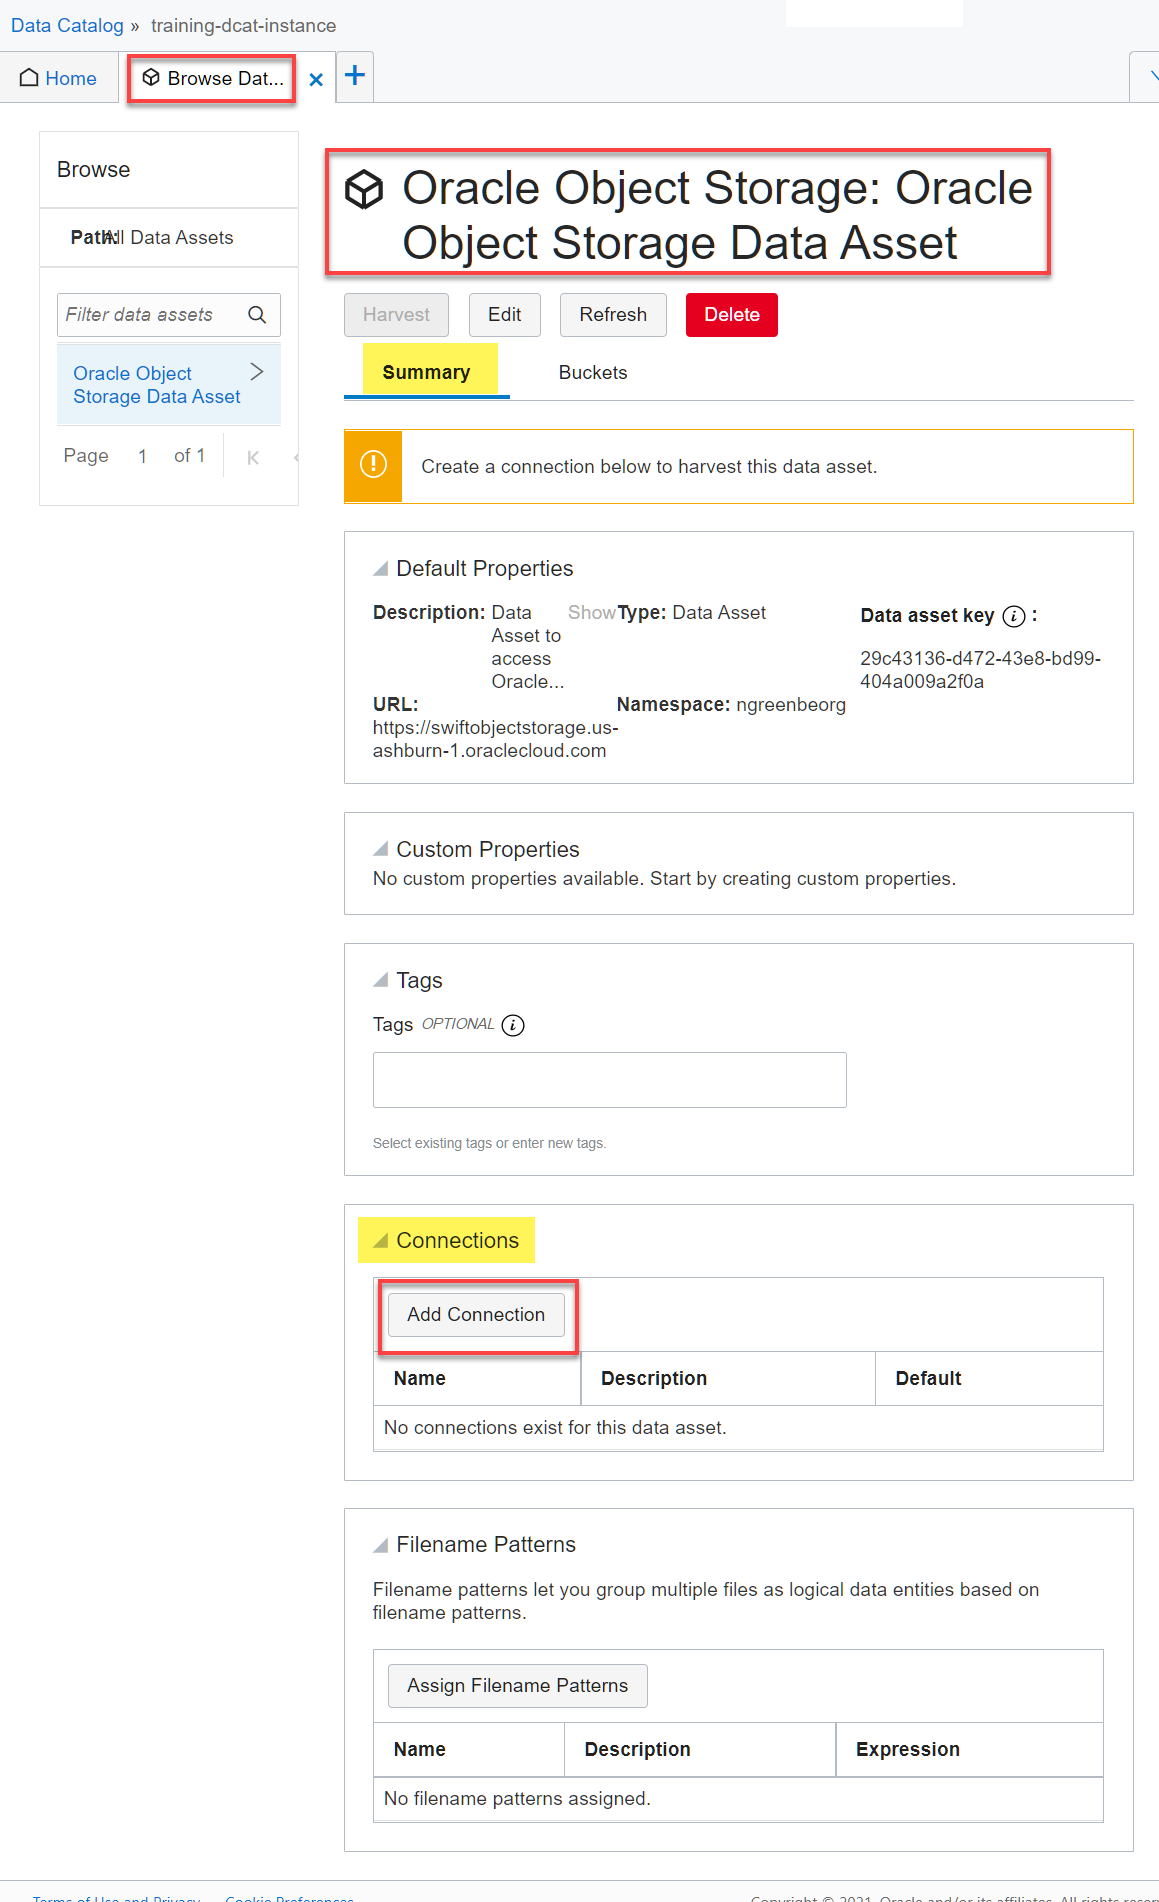 Data Catalog » training-dcat-instance
Home
Browse Dat...
Browse
Path: All Data Assets
Filter data assets
Oracle Object
Storage Data Asset
Page 1 of 1
Oracle Object Storage: Oracle
Object Storage Data Asset
Harvest Edit Refresh Delete
Summary Buckets
Create a connection below to harvest this data asset.
Default Properties
Description: Data
Asset to
access
Oracle...
Show
Type: Data Asset
Data asset key :
29c43136-d472-43e8-bd99-
404a009a2f0a
URL:
https://swiftobjectstorage.us-
ashburn-1.oraclecloud.com
Namespace: ngreenbeorg
Custom Properties
No custom properties available. Start by creating custom properties.
Tags
Tags OPTIONAL
Select existing tags or enter new tags.
Connections
Add Connection
Name Description Default
No connections exist for this data asset.
Filename Patterns
Filename patterns let you group multiple files as logical data entities based on
filename patterns.
Assign Filename Patterns
Name Description Expression
No filename patterns assigned.
Terms of Use and Privacy Cookie Preferences
Copyright © 2021, Oracle and/or its affiliates. All rights